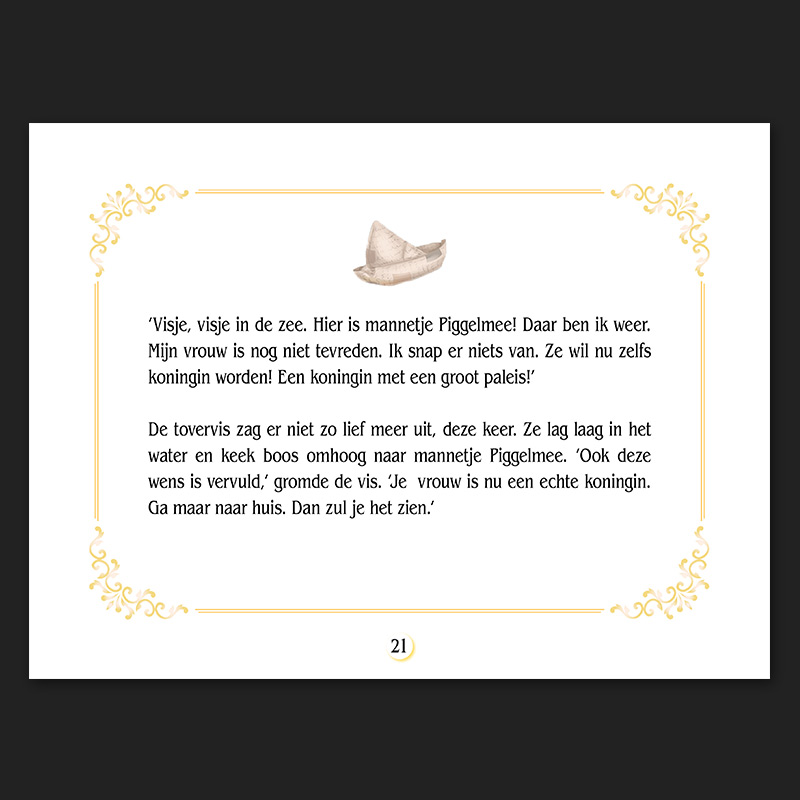 ‘Visje, visje in de zee. Hier is mannetje Piggelmee! Daar ben ik weer.
Mijn vrouw is nog niet tevreden. Ik snap er niets van. Ze wil nu zelfs
koningin worden! Een koningin met een groot paleis!’
De tovervis zag er niet zo lief meer uit, deze keer. Ze lag laag in het
water en keek boos omhoog naar mannetje Piggelmee. ‘Ook deze
wens is vervuld,’ gromde de vis. ‘Je  vrouw is nu een echte koningin.
Ga maar naar huis. Dan zul je het zien.’
21